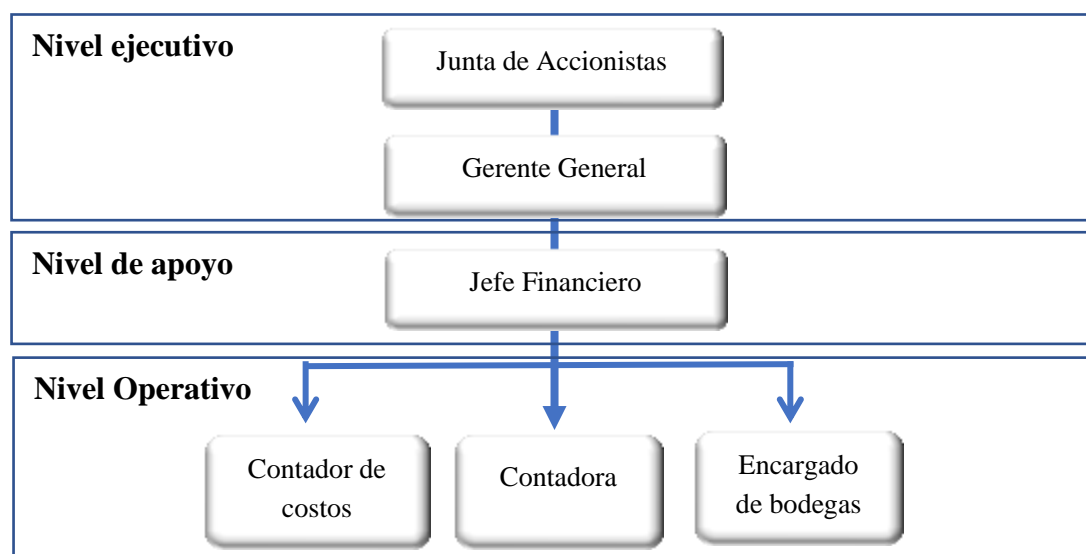 Nivel ejecutivo
Junta de Accionistas
Gerente General
Nivel de apoyo
Jefe Financiero
Nivel Operativo
Contador de
costos
Contadora
Encargado
de bodegas